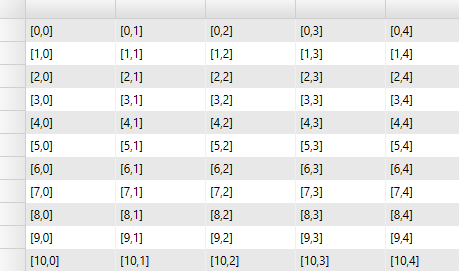 [0,0] [0,1] [0,2] [0,3] [0,4]
[1,0] [1,1] [1,2] [1,3] [1,4]
[2,0] [2,1] [2,2] [2,3] [2,4]
[3,0] [3,1] [3,2] [3,3] [3,4]
[4,0] [4,1] [4,2] [4,3] [4,4]
[5,0] [5,1] [5,2] [5,3] [5,4]
[6,0] [6,1] [6,2] [6,3] [6,4]
[7,0] [7,1] [7,2] [7,3] [7,4]
[8,0] [8,1] [8,2] [8,3] [8,4]
[9,0] [9,1] [9,2] [9,3] [9,4]
[10,0] [10,1] [10,2] [10,3] [10,4]